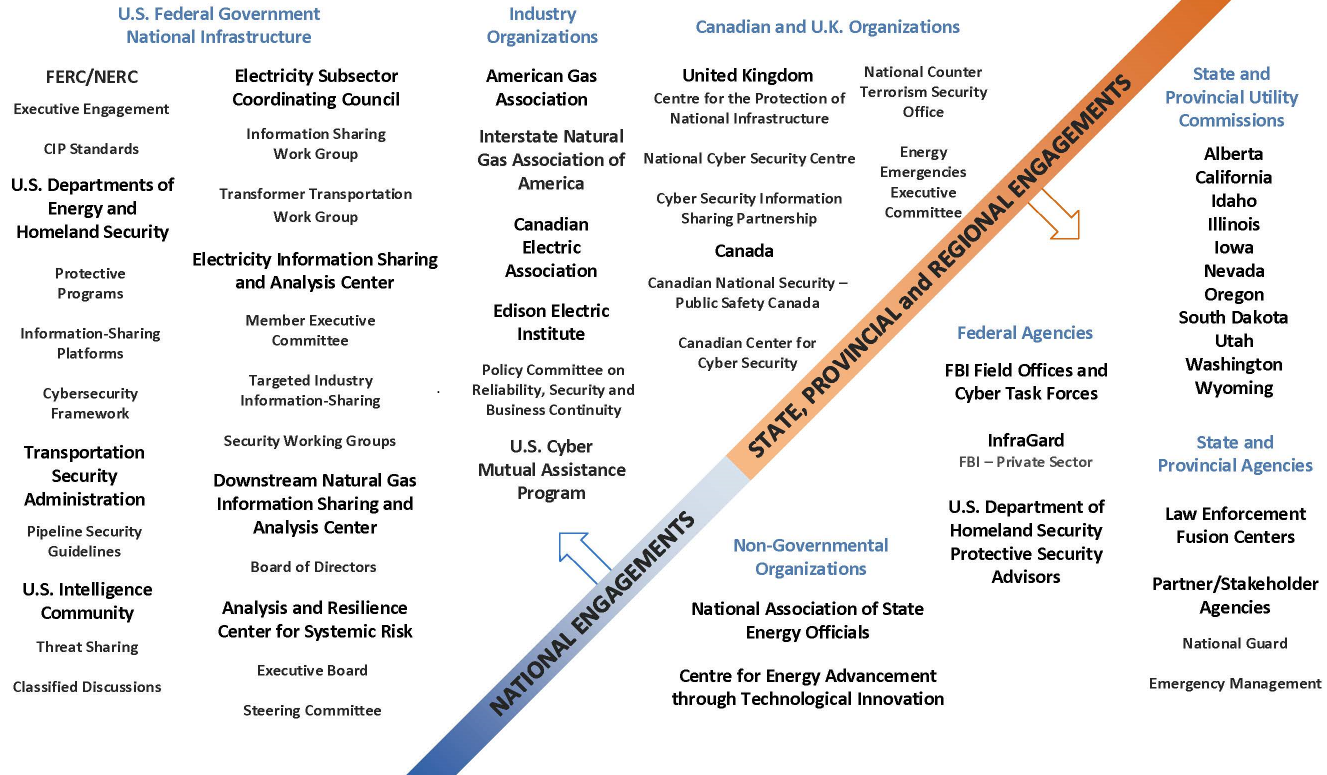 U.S. Federal Government
National Infrastructure
FERC/NERC
Executive Engagement
CIP Standards
U.S. Departments of
Energy and
Homeland Security
Protective
Programs
Information-Sharing
Platforms
Cybersecurity
Framework
Transportation
Security
Administration
Pipeline Security
Guidelines
U.S. Intelligence
Community
Threat Sharing
Classified Discussions
Electricity Subsector
Coordinating Council
Information Sharing
Work Group
Transformer Transportation
Work Group
Electricity Information Sharing
and Analysis Center
Member Executive
Committee
Targeted Industry
Information-Sharing
Security Working Groups
Downstream Natural Gas
Information Sharing and
Analysis Center
Board of Directors
Analysis and Resilience
Center for Systemic Risk
Executive Board
Steering Committee
Industry
Organizations
American Gas
Association
Interstate Natural
Gas Association of
America
Canadian
Electric
Association
Edison Electric
Institute
Policy Committee on
Reliability, Security and
Business Continuity
U.S. Cyber
Mutual Assistance
Program
Canadian and U.K. Organizations
United Kingdom
Centre for the Protection of
National Infrastructure
National Cyber Security Centre
Cyber Security Information
Sharing Partnership
Canada
Canadian National Security –
Public Safety Canada
Canadian Center for
Cyber Security
National Counter
Terrorism Security
Office
Energy
Emergencies
Executive
Committee
NATIONAL ENGAGEMENTS
STATE, PROVINCIAL and REGIONAL ENGAGEMENTS
Non-Governmental
Organizations
National Association of State
Energy Officials
Centre for Energy Advancement
through Technological Innovation
Federal Agencies
FBI Field Offices and
Cyber Task Forces
InfraGard
FBI – Private Sector
U.S. Department of
Homeland Security
Protective Security
Advisors
State and
Provincial Utility
Commissions
Alberta
California
Idaho
Illinois
Iowa
Nevada
Oregon
South Dakota
Utah
Washington
Wyoming
State and
Provincial Agencies
Law Enforcement
Fusion Centers
Partner/Stakeholder
Agencies
National Guard
Emergency Management